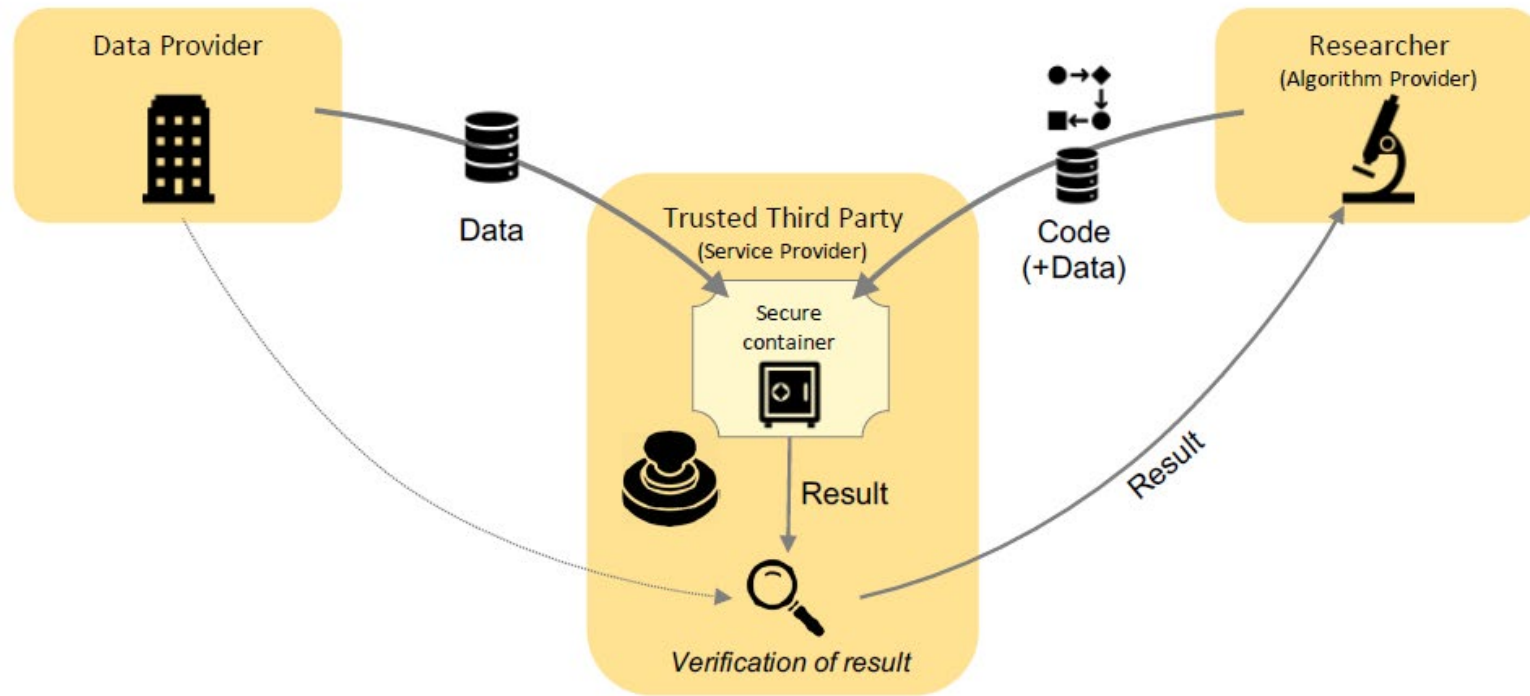 Data Provider
Data
Trusted Third Party
(Service Provider)
Secure
container
Result
Verification of result
Code
(+Data)
Researcher
(Algorithm Provider)
Result